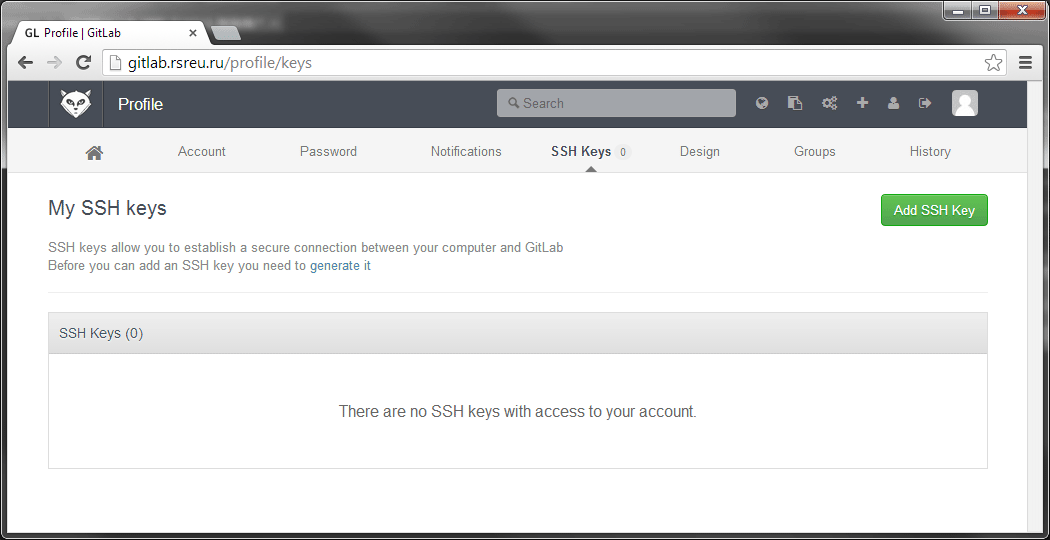 GL Profile | GitLab
gitlab.rsreu.ru/profile/keys
Profile
Search
Account
Password
Notifications
SSH Keys 0
Design
Groups
History
My SSH keys
Add SSH Key
SSH keys allow you to establish a secure connection between your computer and GitLab
Before you can add an SSH key you need to generate it
SSH Keys (0)
There are no SSH keys with access to your account.